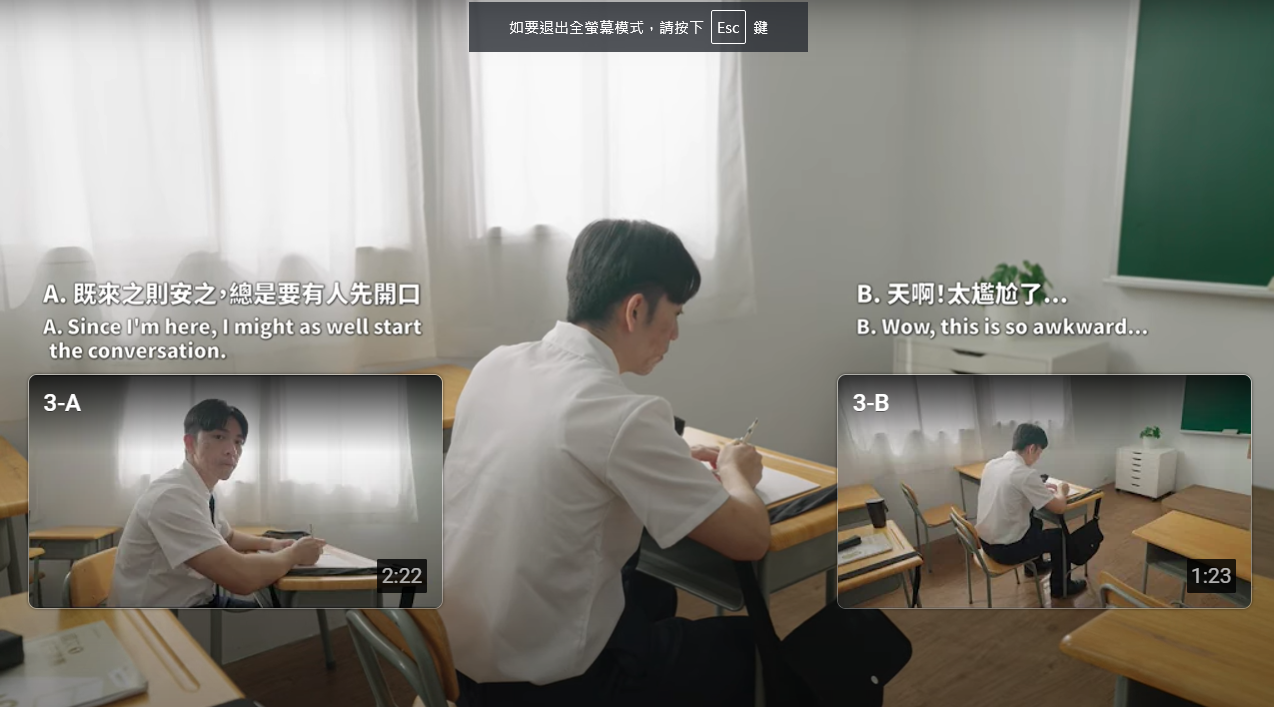 如要退出全螢幕模式，請按下 Esc 鍵
A. 既來之則安之，總是要有人先開口
A. Since I'm here, I might as well start
the conversation.
3-A
2:22
B. 天啊！太尷尬了...
B. Wow, this is so awkward...
3-B
1:23